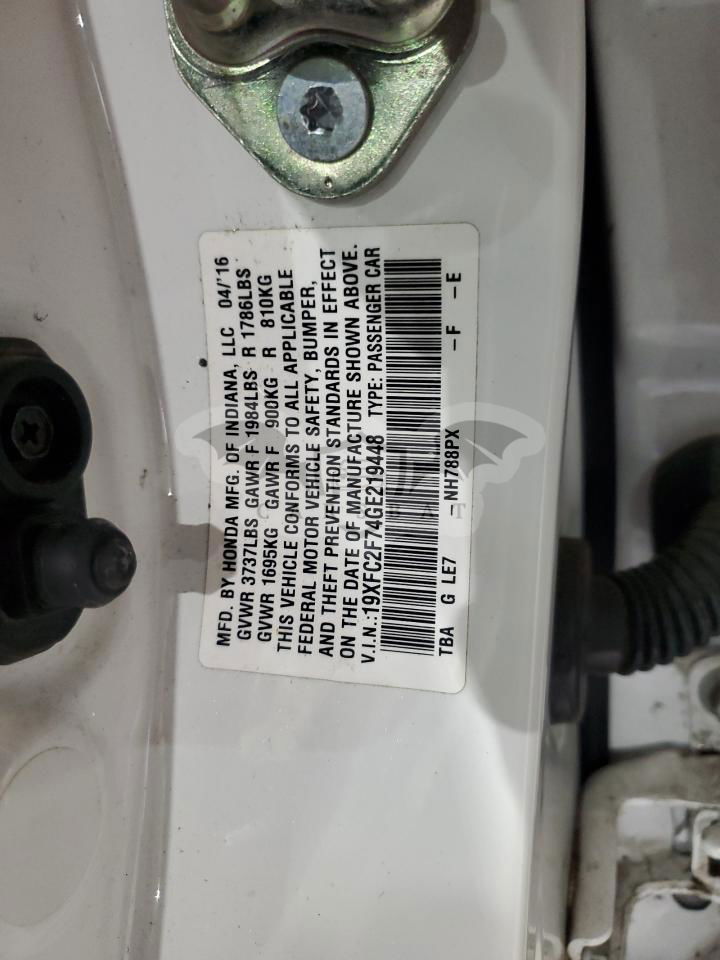 MFD. BY HONDA MFG. OF INDIANA, LLC 04/'16
GVWR 3737LBS GAWR F 1984LBS R 1786LBS
GVWR 1695KG GAWR F 900KG R 810KG
THIS VEHICLE CONFORMS TO ALL APPLICABLE
FEDERAL MOTOR VEHICLE SAFETY, BUMPER,
AND THEFT PREVENTION STANDARDS IN EFFECT
ON THE DATE OF MANUFACTURE SHOWN ABOVE.
V.I.N.:19XFC2F74GE219448 TYPE: PASSENGER CAR
TBA G LE7 NH788PX -F -E